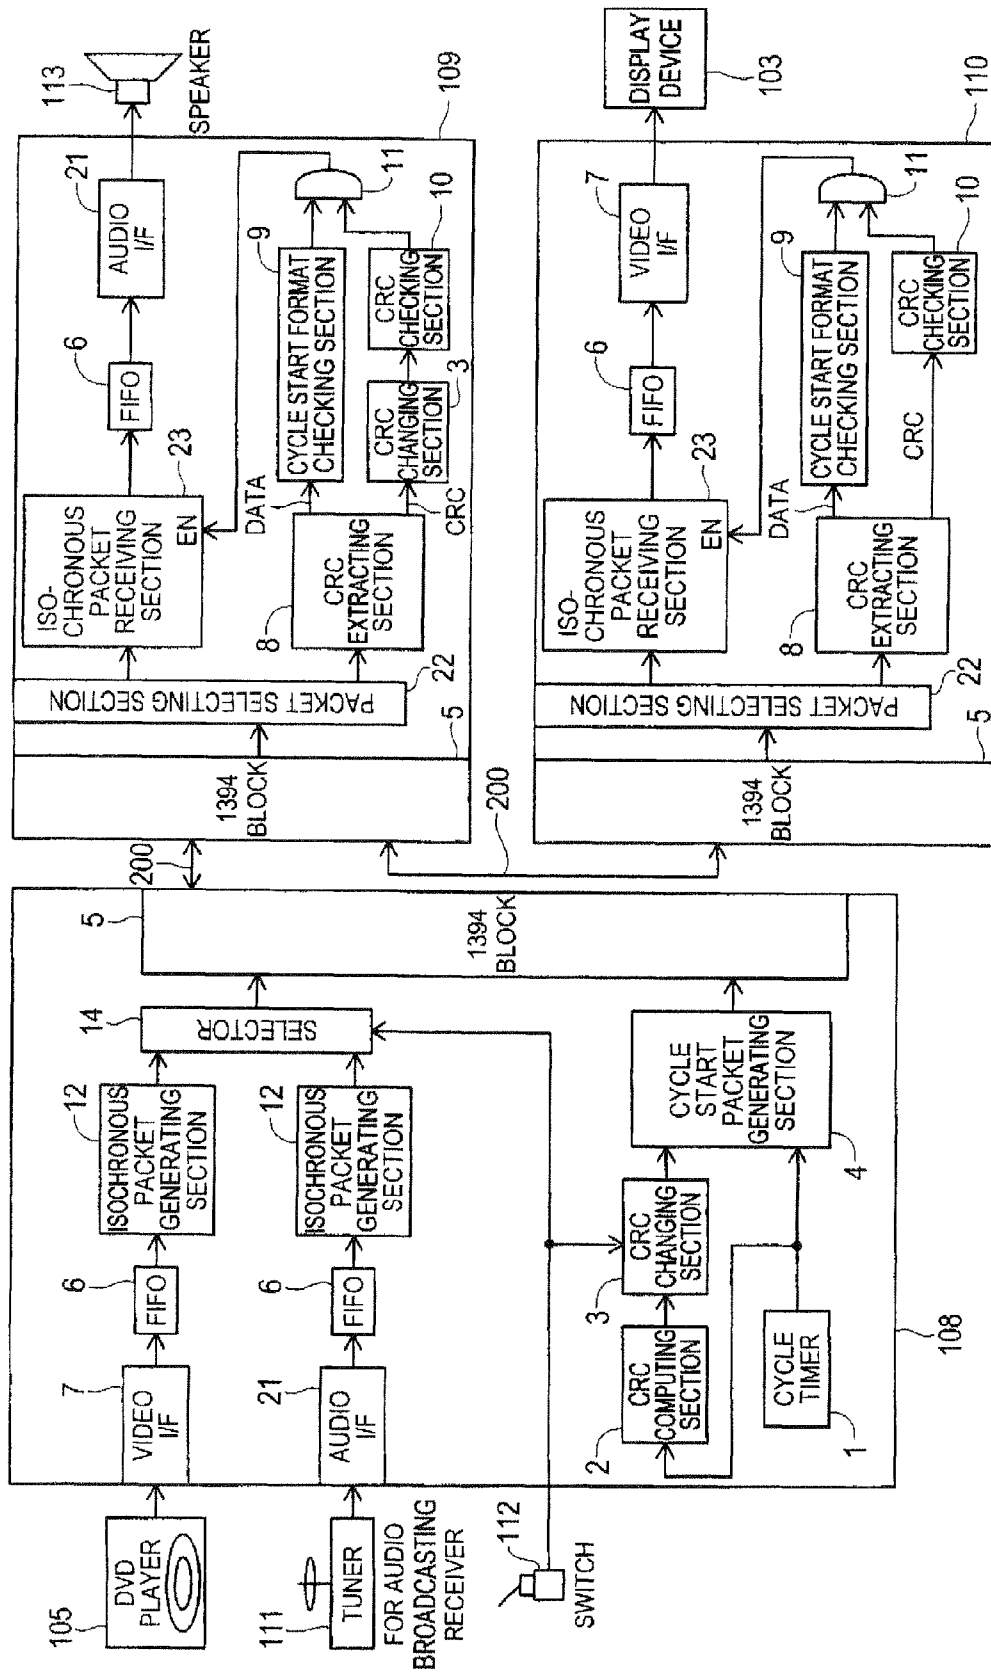 105
DVD
PLAYER
7
VIDEO
I/F
6
FIFO
12
ISOCHRONOUS
PACKET
GENERATING
SECTION
14
SELECTOR
5
1394
BLOCK
200
111
TUNER
FOR AUDIO
BROADCASTING
RECEIVER
21
AUDIO
I/F
6
FIFO
12
ISOCHRONOUS
PACKET
GENERATING
SECTION
112
SWITCH
2
CRC
COMPUTING
SECTION
3
CRC
CHANGING
SECTION
CYCLE
START
PACKET
GENERATING
SECTION
4
CYCLE
TIMER
1
108
200
1394
BLOCK
5
PACKET SELECTING SECTION
22
ISO-
CHRONOUS
PACKET
RECEIVING
SECTION
EN
23
6
FIFO
21
AUDIO
I/F
113
SPEAKER
109
8
CRC
EXTRACTING
SECTION
DATA
CRC
9
CYCLE START FORMAT
CHECKING SECTION
CRC
CHANGING
SECTION
3
CRC
CHECKING
SECTION
10
11
1394
BLOCK
5
PACKET SELECTING SECTION
22
ISO-
CHRONOUS
PACKET
RECEIVING
SECTION
EN
23
6
FIFO
7
VIDEO
I/F
DISPLAY
DEVICE
103
110
8
CRC
EXTRACTING
SECTION
DATA
CRC
9
CYCLE START FORMAT
CHECKING SECTION
CRC
CHECKING
SECTION
10
11